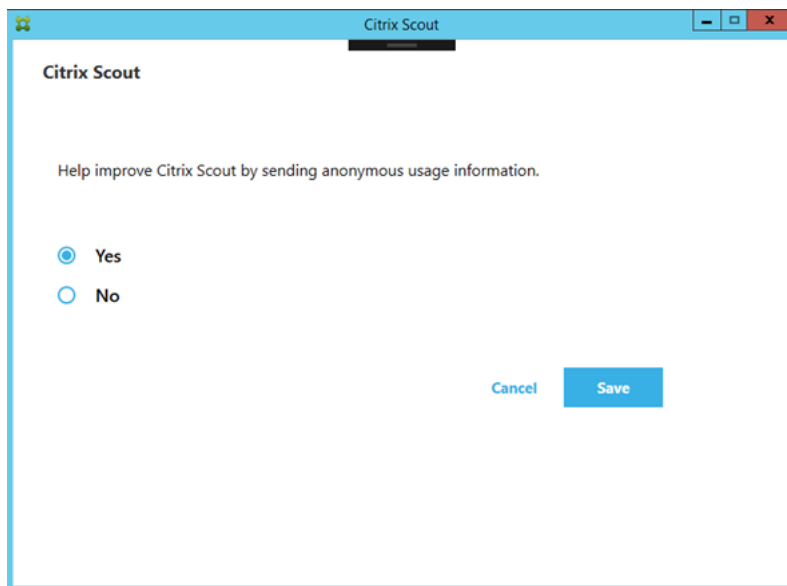 Citrix Scout
Citrix Scout
Help improve Citrix Scout by sending anonymous usage information.
Yes
No
Cancel Save